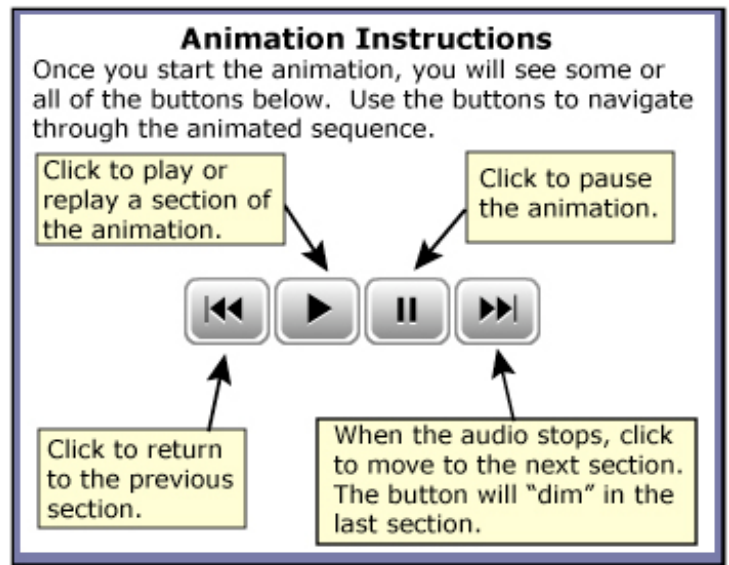 Animation Instructions
Once you start the animation, you will see some or
all of the buttons below.  Use the buttons to navigate
through the animated sequence.
Click to play or
replay a section of
the animation.
Click to pause
the animation.
Click to return
to the previous
section.
When the audio stops, click
to move to the next section.
The button will “dim” in the
last section.